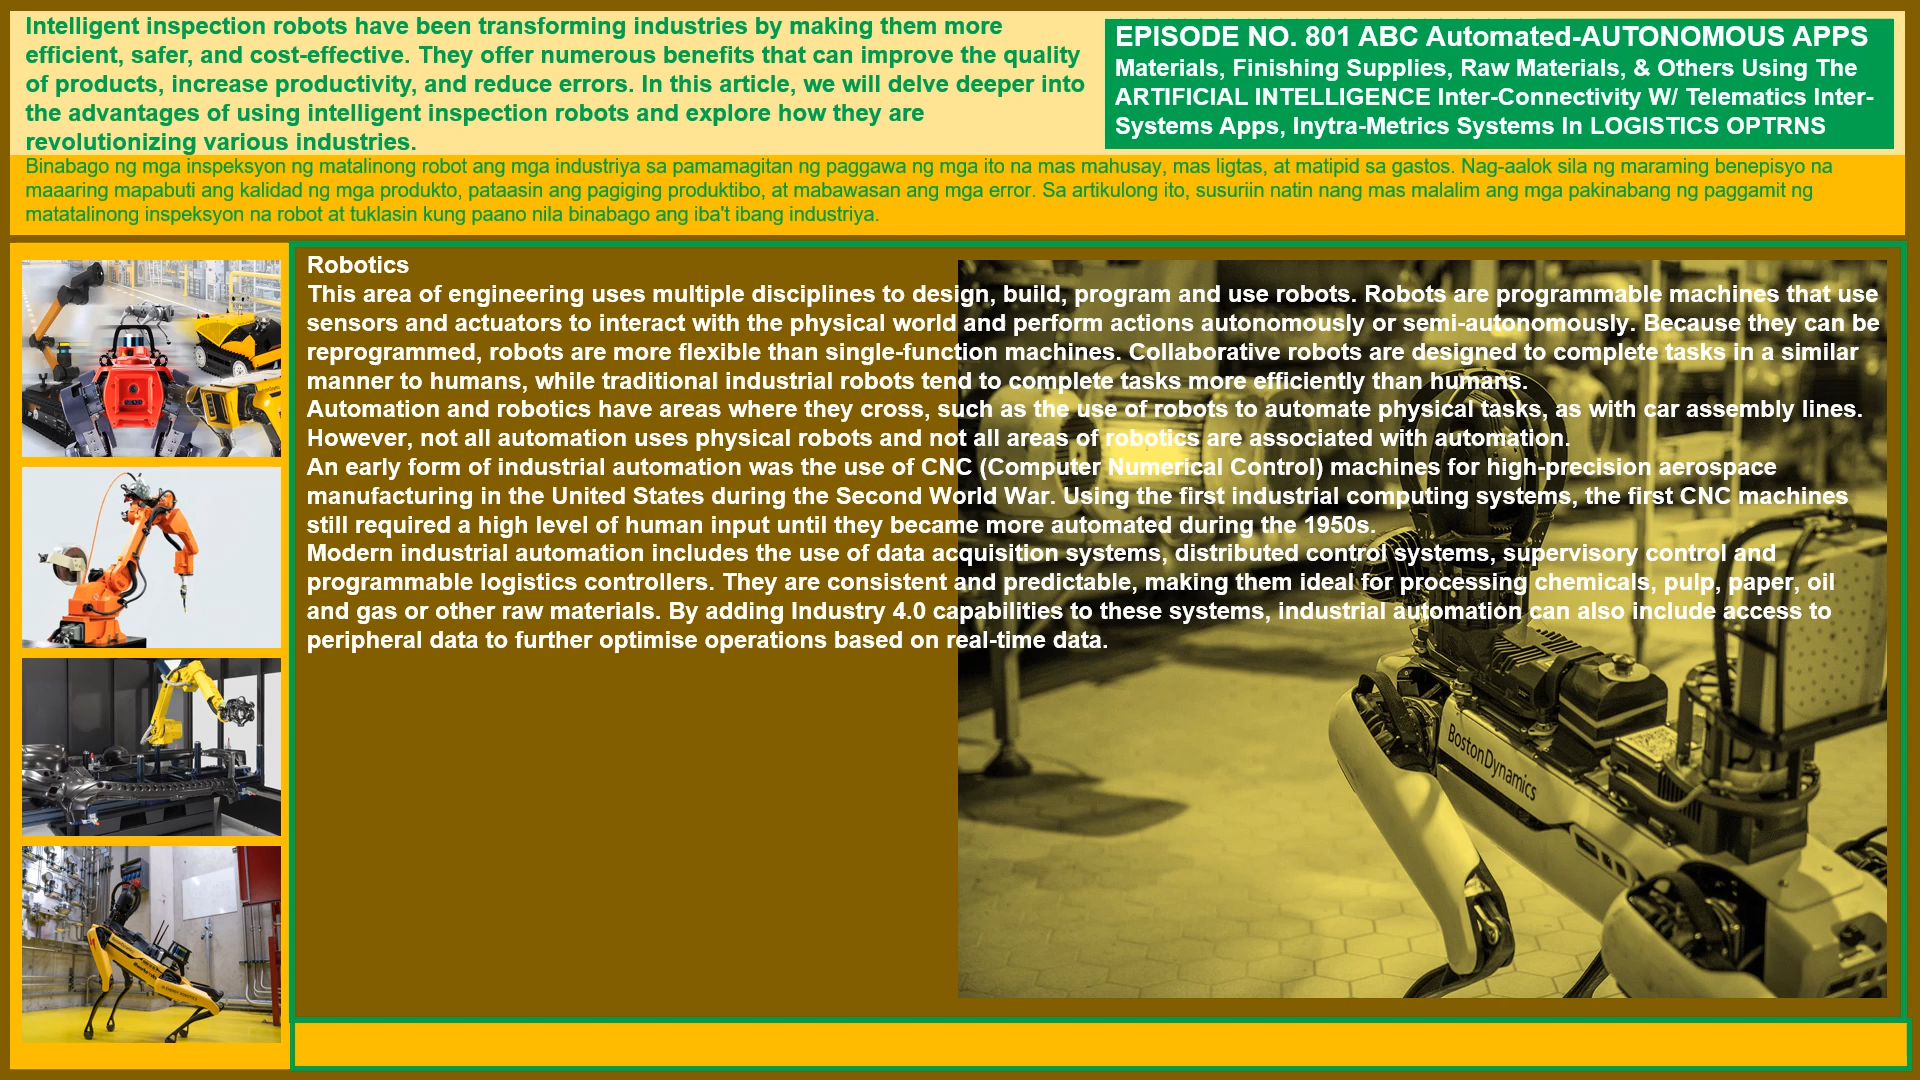 Intelligent inspection robots have been transforming industries by making them more
efficient, safer, and cost-effective. They offer numerous benefits that can improve the quality
of products, increase productivity, and reduce errors. In this article, we will delve deeper into
the advantages of using intelligent inspection robots and explore how they are
revolutionizing various industries.
EPISODE NO. 801 ABC Automated-AUTONOMOUS APPS
Materials, Finishing Supplies, Raw Materials, & Others Using The
ARTIFICIAL INTELLIGENCE Inter-Connectivity W/ Telematics Inter-
Systems Apps, Inytra-Metrics Systems In LOGISTICS OPTRNS
Binabago ng mga inspeksyon ng matalinong robot ang mga industriya sa pamamagitan ng paggawa ng mga ito na mas mahusay, mas ligtas, at matipid sa gastos. Nag-aalok sila ng maraming benepisyo na
maaaring mapabuti ang kalidad ng mga produkto, pataasin ang pagiging produktibo, at mabawasan ang mga error. Sa artikulong ito, susuriin natin nang mas malalim ang mga pakinabang ng paggamit ng
matatalinong inspeksyon na robot at tuklasin kung paano nila binabago ang iba't ibang industriya.
Robotics
This area of engineering uses multiple disciplines to design, build, program and use robots. Robots are programmable machines that use
sensors and actuators to interact with the physical world and perform actions autonomously or semi-autonomously. Because they can be
reprogrammed, robots are more flexible than single-function machines. Collaborative robots are designed to complete tasks in a similar
manner to humans, while traditional industrial robots tend to complete tasks more efficiently than humans.
Automation and robotics have areas where they cross, such as the use of robots to automate physical tasks, as with car assembly lines.
However, not all automation uses physical robots and not all areas of robotics are associated with automation.
An early form of industrial automation was the use of CNC (Computer Numerical Control) machines for high-precision aerospace
manufacturing in the United States during the Second World War. Using the first industrial computing systems, the first CNC machines
still required a high level of human input until they became more automated during the 1950s.
Modern industrial automation includes the use of data acquisition systems, distributed control systems, supervisory control and
programmable logistics controllers. They are consistent and predictable, making them ideal for processing chemicals, pulp, paper, oil
and gas or other raw materials. By adding Industry 4.0 capabilities to these systems, industrial automation can also include access to
peripheral data to further optimise operations based on real-time data.
BostonDynamics